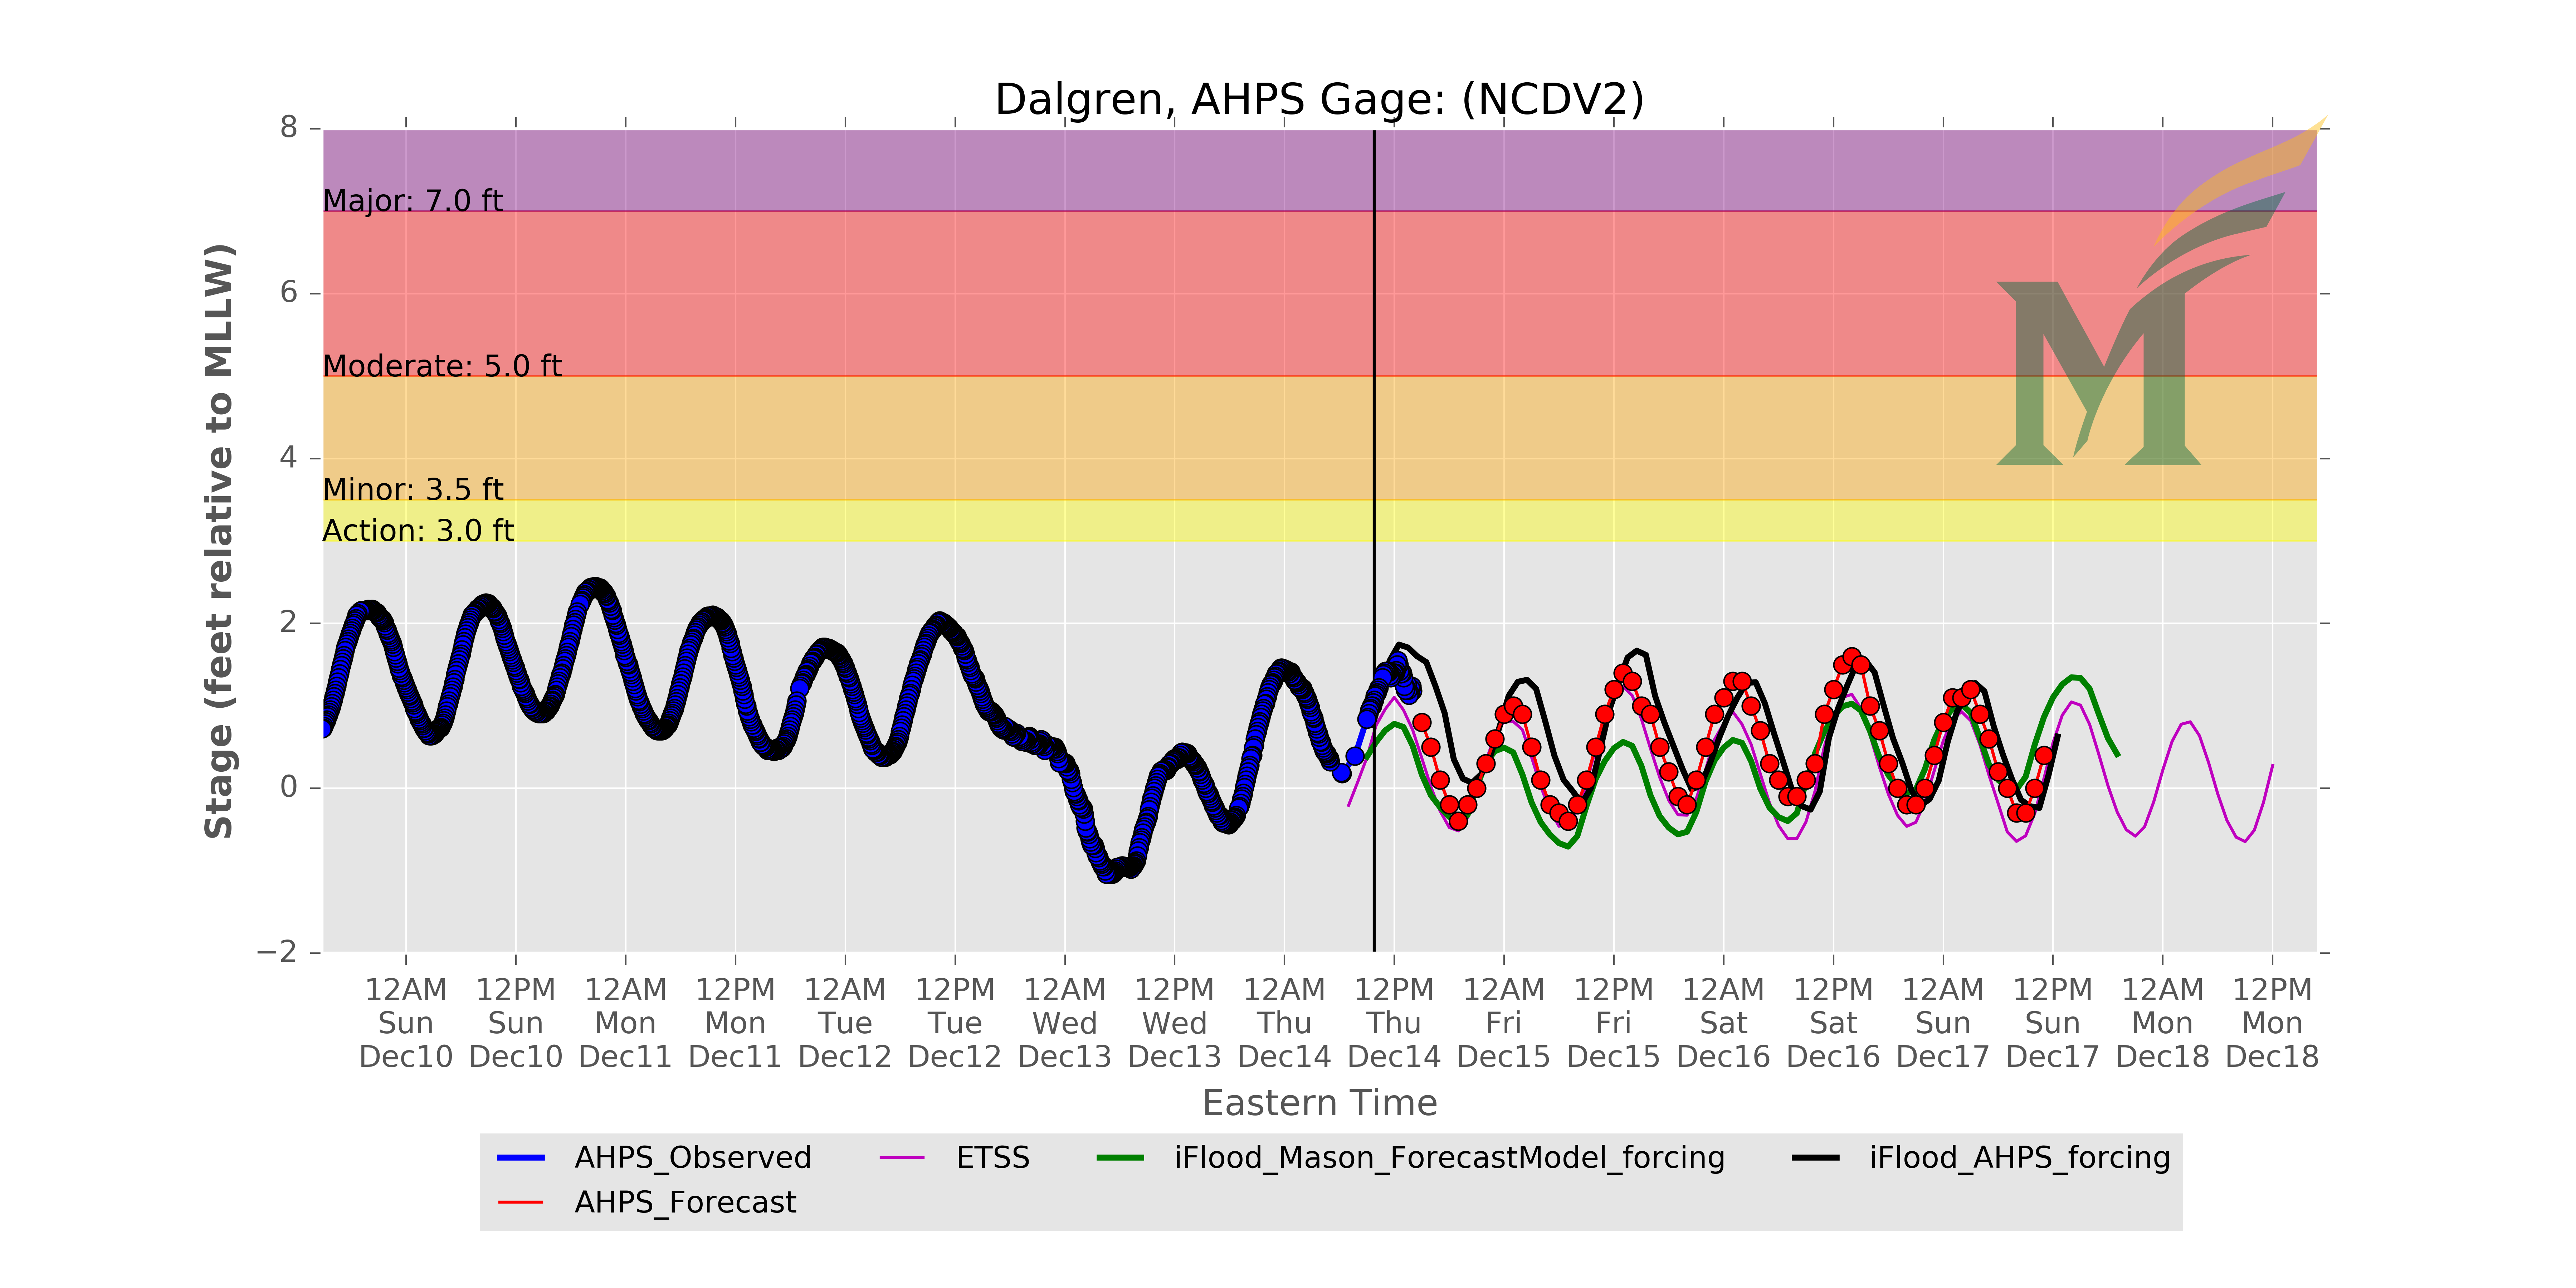 Dalgren, AHPS Gage: (NCDV2)
8
6
4
2
0
−2
Stage (feet relative to MLLW)
Major: 7.0 ft
Moderate: 5.0 ft
Minor: 3.5 ft
Action: 3.0 ft
12AM 12PM 12AM 12PM 12AM 12PM 12AM 12PM 12AM 12PM 12AM 12PM 12AM 12PM 12AM 12PM 12AM 12PM
Sun Sun Mon Mon Tue Tue Wed Wed Thu Thu Fri Fri Sat Sat Sun Sun Mon Mon
Dec10 Dec10 Dec11 Dec11 Dec12 Dec12 Dec13 Dec13 Dec14 Dec14 Dec15 Dec15 Dec16 Dec16 Dec17 Dec17 Dec18 Dec18
Eastern Time
AHPS_Observed ETSS iFlood_Mason_ForecastModel_forcing iFlood_AHPS_forcing
AHPS_Forecast
M